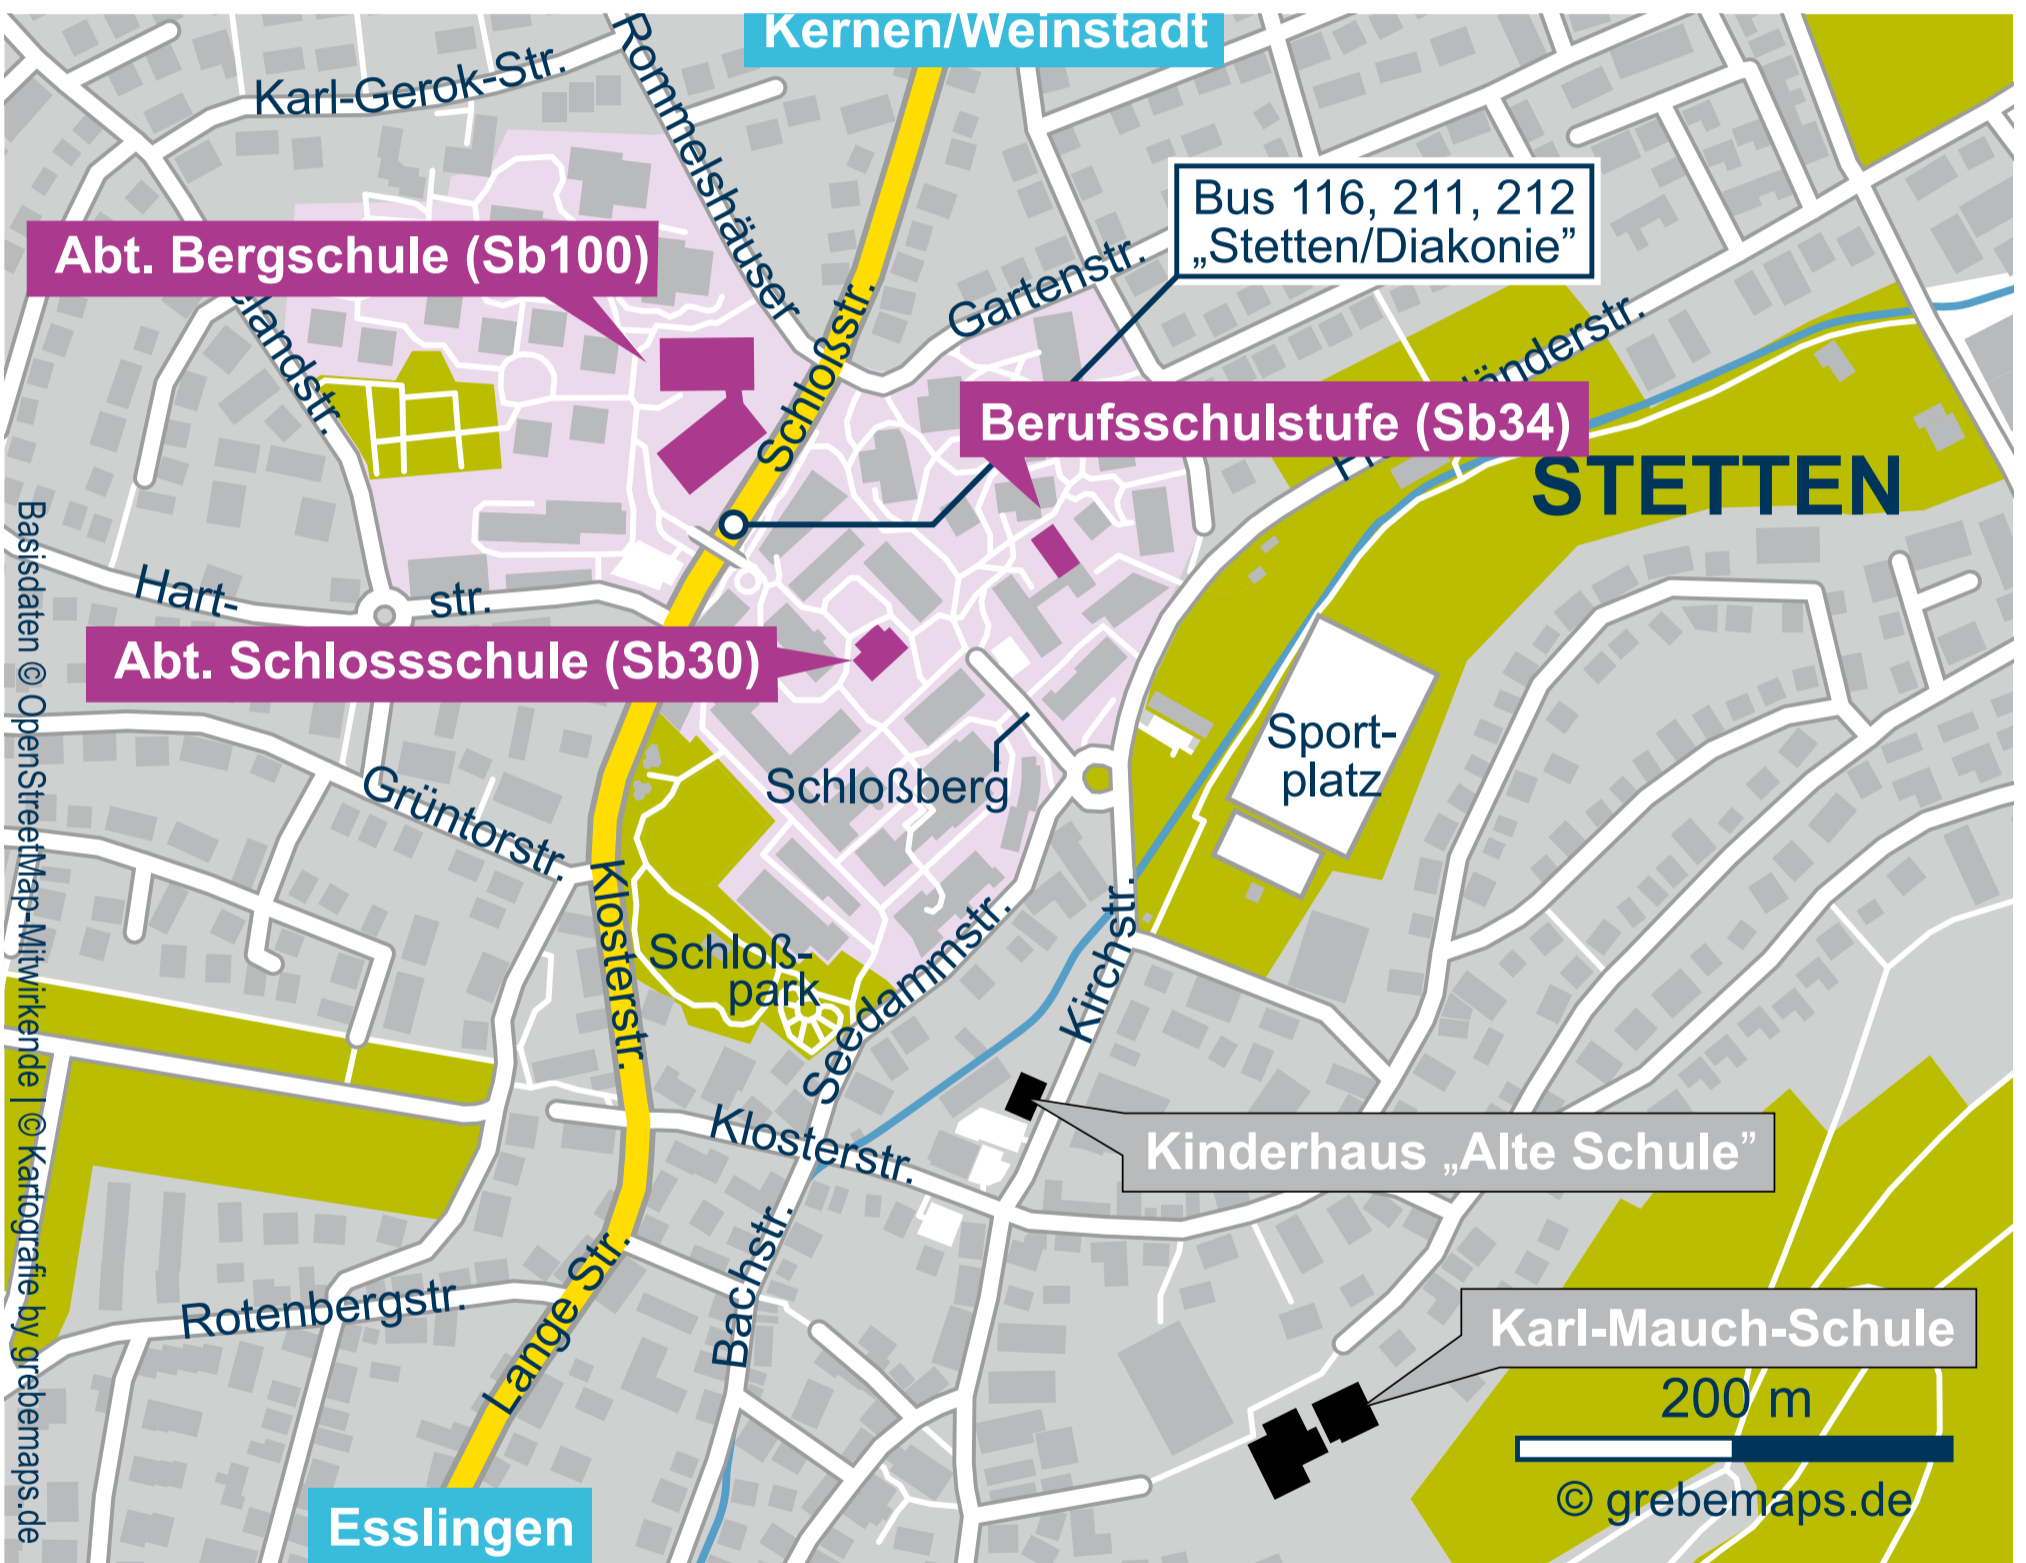 Kernen/Weinstadt
Karl-Gerok-Str.
Rommelshäuser
Bus 116, 211, 212
„Stetten/Diakonie”
Abt. Bergschule (Sb100)
Gartenstr.
Schloßstr.
elandstr.
länderstr.
Berufsschulstufe (Sb34)
STETTEN
Hart-
str.
Abt. Schlossschule (Sb30)
Sport-
platz
Schloßberg
Grüntorstr.
Klosterstr.
Schloß-
park
Seedammstr.
Kirchstr.
Klosterstr.
Kinderhaus „Alte Schule”
Bachstr.
Rotenbergstr.
Lange Str.
Karl-Mauch-Schule
200 m
© grebemaps.de
Esslingen
Basisdaten © OpenStreetMap-Mitwirkende | © Kartografie by grebemaps.de